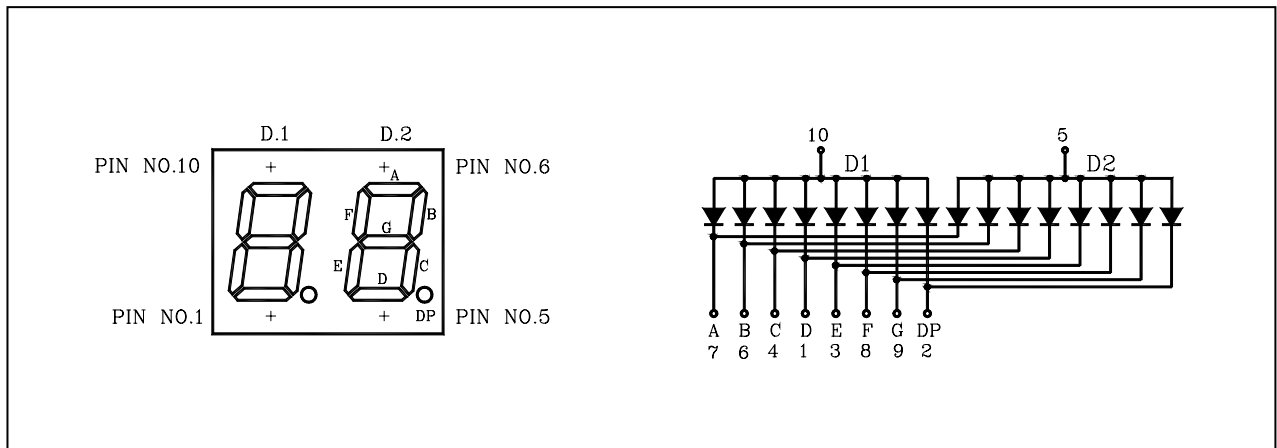 D.1 D.2
PIN NO.10 PIN NO.6
A
F B
G
E C
D
DP
PIN NO.1 PIN NO.5
10 5
D1 D2
A B C D E F G DP
7 6 4 1 3 8 9 2